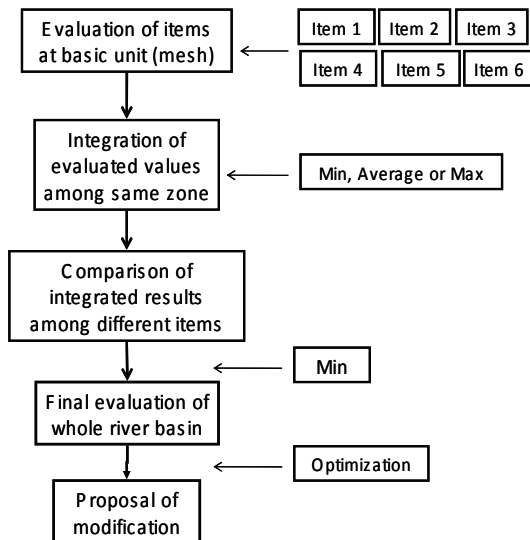 Evaluation of items
at basic unit (mesh)
Item 1 Item 2 Item 3
Item 4 Item 5 Item 6
Integration of
evaluated values
among same zone
Min, Average or Max
Comparison of
integrated results
among different items
Min
Final evaluation of
whole river basin
Optimization
Proposal of
modification